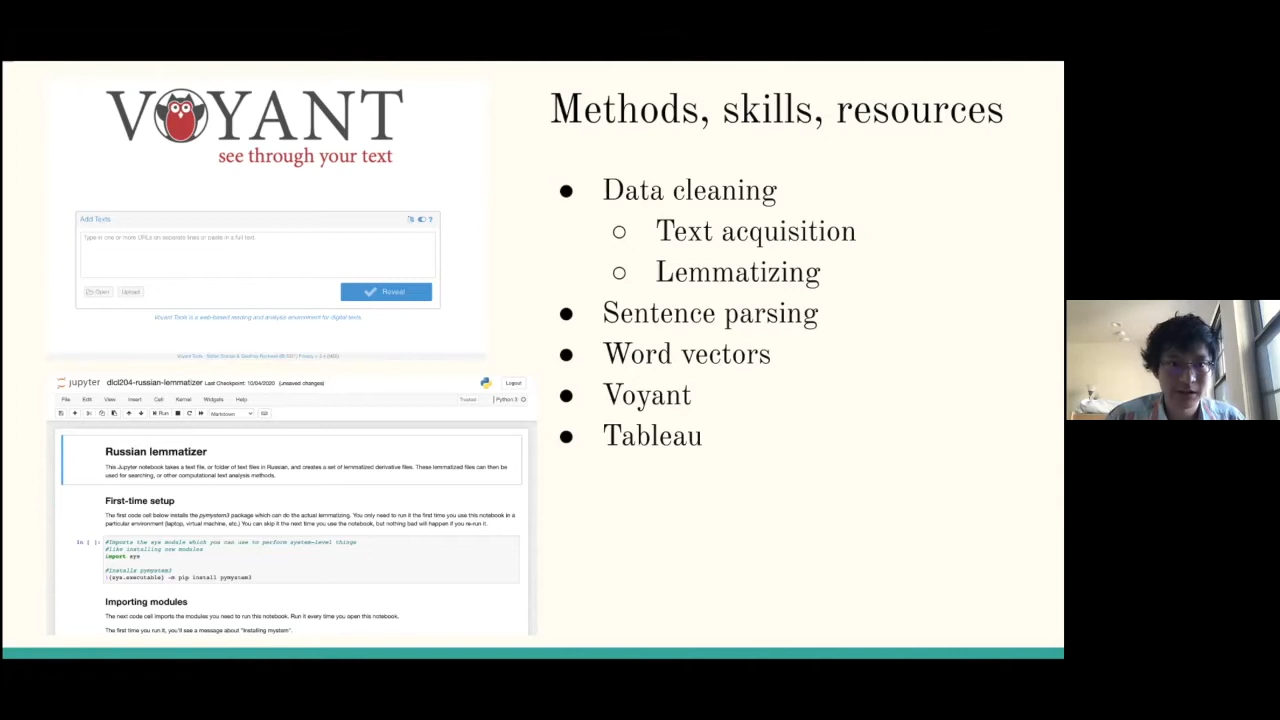 VOYANT
see through your text
Add Texts
Type in one or more URLs on separate lines or paste in a full text.
Open
Upload
Reveal
Voyant Tools is a web-based reading and analysis environment for digital texts.
Voyant Tools
Privacy
Methods, skills, resources
● Data cleaning
○ Text acquisition
○ Lemmatizing
● Sentence parsing
● Word vectors
● Voyant
● Tableau
jupyter dlcl204-russian-lemmatizer Last Checkpoint: 10/04/2020 (unsaved changes)
Logout
File Edit View Insert Cell Kernel Widgets Help
Trusted
Python 3
Run
Markdown
Russian lemmatizer
This Jupyter notebook takes a text file, or folder of text files in Russian, and creates a set of lemmatized derivative files. These lemmatized files can then be
used for searching, or other computational text analysis methods.
First-time setup
The first code cell below installs the pymystem3 package which can do the actual lemmatizing. You only need to run it the first time you use this notebook in a
particular environment (laptop, virtual machine, etc.) You can skip it the next time you use the notebook, but nothing bad will happen if you re-run it.
In [ ]: #Imports the sys module which you can use to perform system-level things
#like installing new modules
import sys
#Installs pymystem3
!{sys.executable} -m pip install pymystem3
Importing modules
The next code cell imports the modules you need to run this notebook. Run it every time you open this notebook.
The first time you run it, you'll see a message about "Installing mystem".